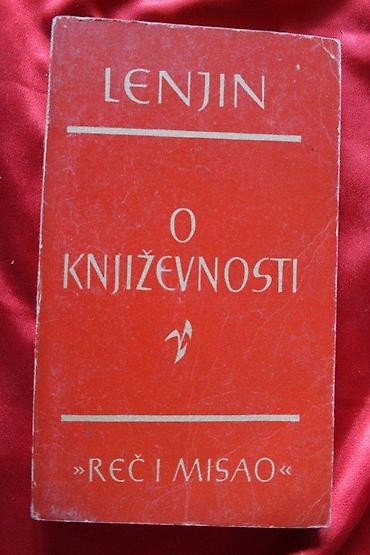 LENJIN
O
KNJIŽEVNOSTI
»REČ I MISAO«